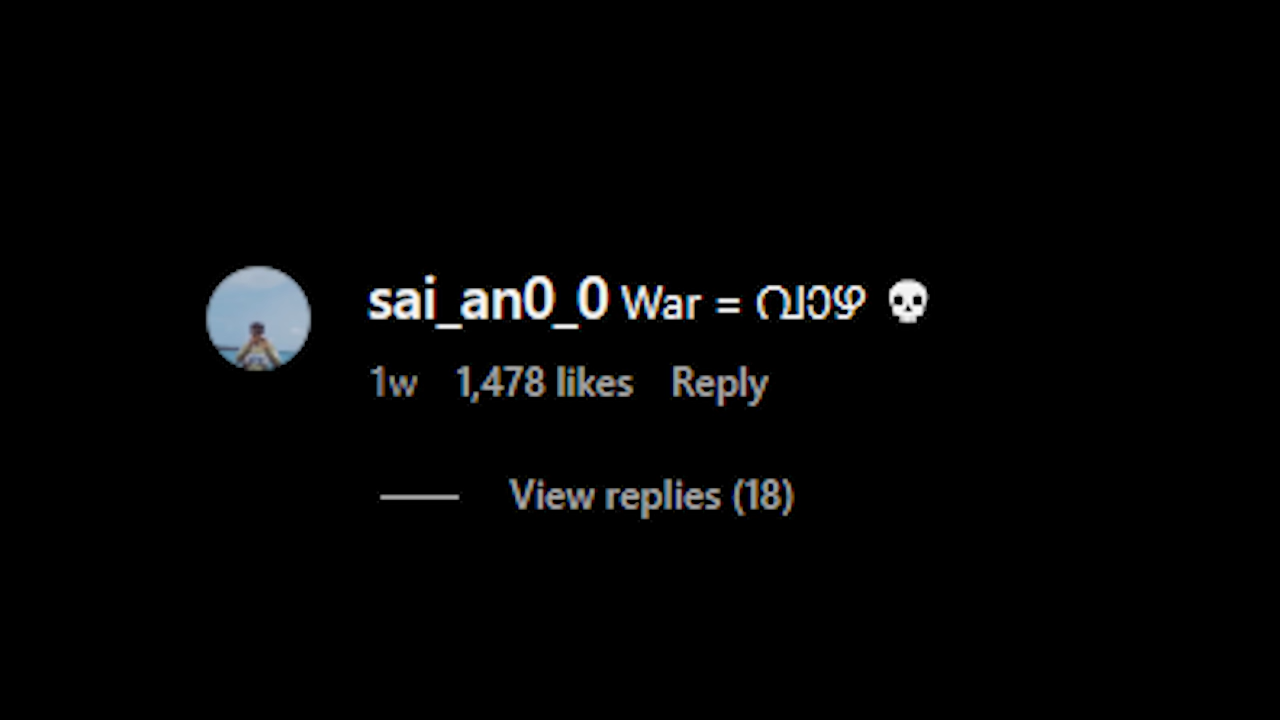 sai_an0_0 War = വാഴ 💀
1w 1,478 likes Reply
View replies (18)